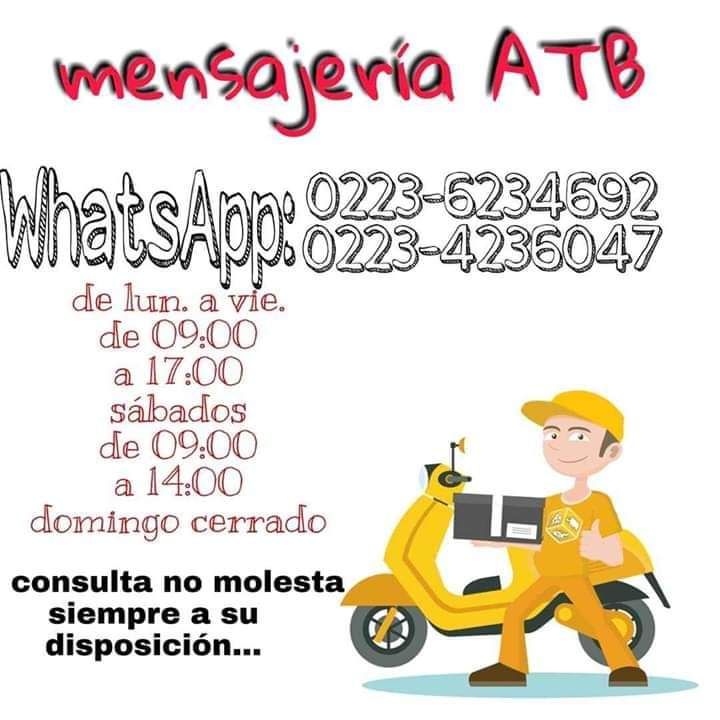 mensajería ATB
WhatsApp: 0223-6234692
0223-4236047
de lun. a vie.
de 09:00
a 17:00
sábados
de 09:00
a 14:00
domingo cerrado
consulta no molesta
siempre a su
disposición...